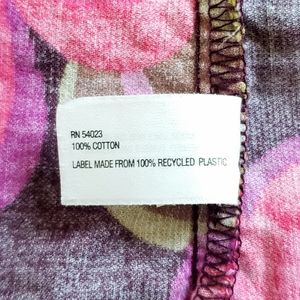 RN 54023
100% COTTON
LABEL MADE FROM 100% RECYCLED PLASTIC